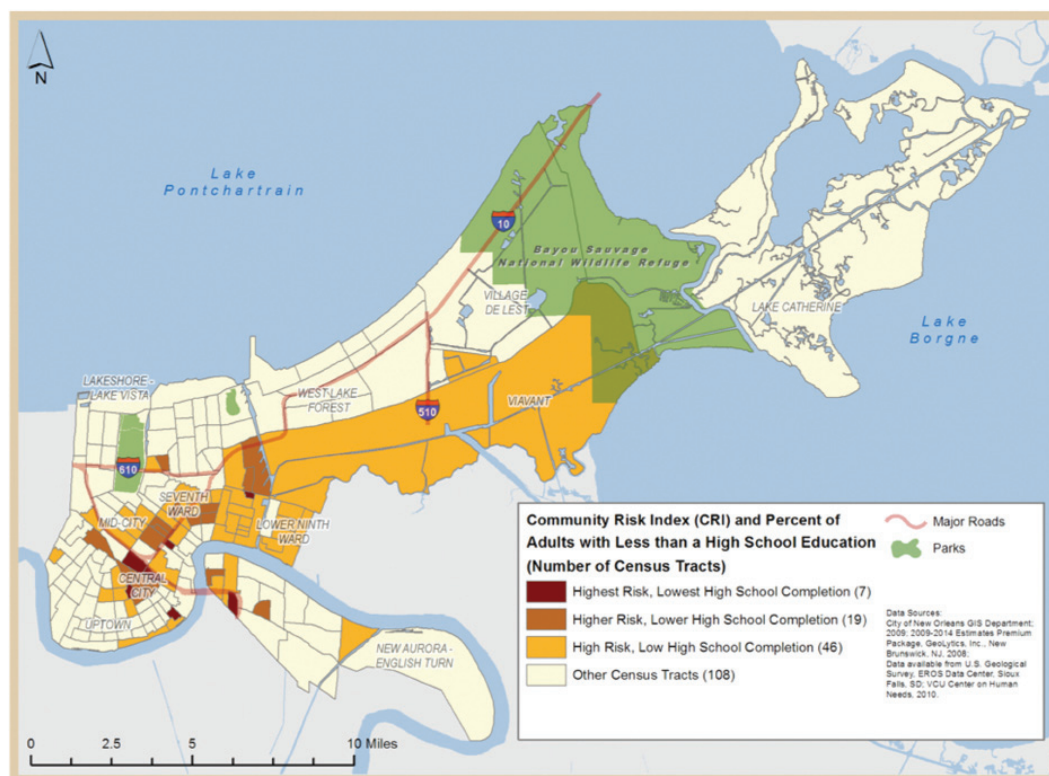 N
Lake
Pontchartrain
10
Bayou Sauvage
National Wildlife Refuge
VILLAGE
DE LEST
LAKE CATHERINE
Lake
Borgne
LAKESHORE -
LAKE VISTA
WEST LAKE
FOREST
510
VIAVANT
610
SEVENTH
WARD
MID-CITY
LOWER NINTH
WARD
CENTRAL
CITY
UPTOWN
NEW AURORA -
ENGLISH TURN
Community Risk Index (CRI) and Percent of
Adults with Less than a High School Education
(Number of Census Tracts)
Highest Risk, Lowest High School Completion (7)
Higher Risk, Lower High School Completion (19)
High Risk, Low High School Completion (46)
Other Census Tracts (108)
Major Roads
Parks
Data Sources:
City of New Orleans GIS Department;
2009; 2009-2014 Estimates Premium
Package, GeoLytics, Inc., New
Brunswick, NJ, 2008;
Data available from U.S. Geological
Survey, EROS Data Center, Sioux
Falls, SD; VCU Center on Human
Needs, 2010.
0 2.5 5 10 Miles